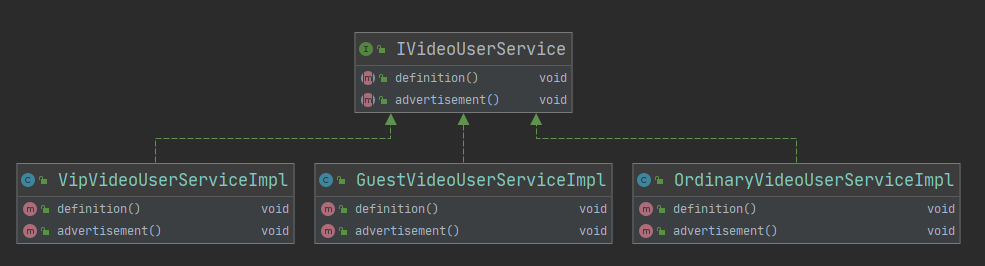 I IVideoUserService
m definition() void
m advertisement() void
C VipVideoUserServiceImpl
m definition() void
m advertisement() void
C GuestVideoUserServiceImpl
m definition() void
m advertisement() void
C OrdinaryVideoUserServiceImpl
m definition() void
m advertisement() void